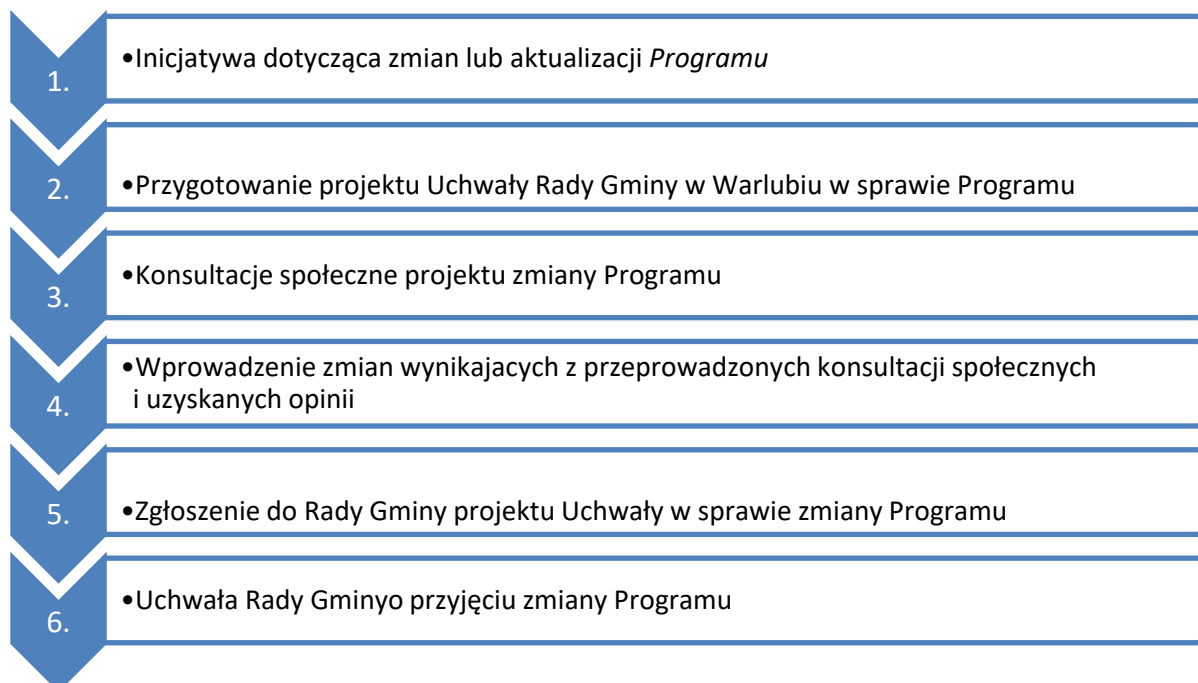 1.
•Inicjatywa dotycząca zmian lub aktualizacji Programu
2.
•Przygotowanie projektu Uchwały Rady Gminy w Warlubiu w sprawie Programu
3.
•Konsultacje społeczne projektu zmiany Programu
4.
•Wprowadzenie zmian wynikajacych z przeprowadzonych konsultacji społecznych
i uzyskanych opinii
5.
•Zgłoszenie do Rady Gminy projektu Uchwały w sprawie zmiany Programu
6.
•Uchwała Rady Gminyo przyjęciu zmiany Programu